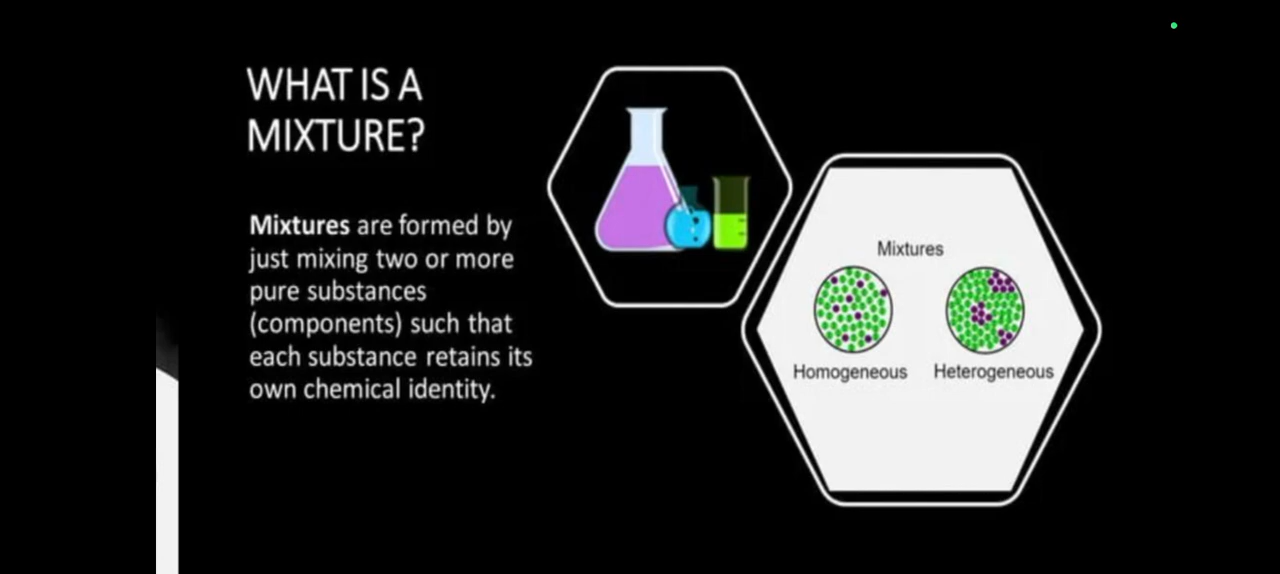 WHAT IS A
MIXTURE?
Mixtures are formed by
just mixing two or more
pure substances
(components) such that
each substance retains its
own chemical identity.
Mixtures
Homogeneous
Heterogeneous